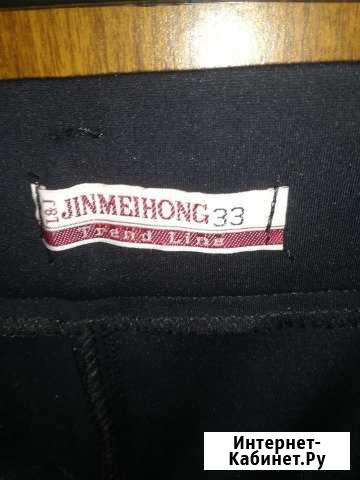 L&J
JINMEIHONG 33
Trend Line
Интернет-
Кабинет.Ру